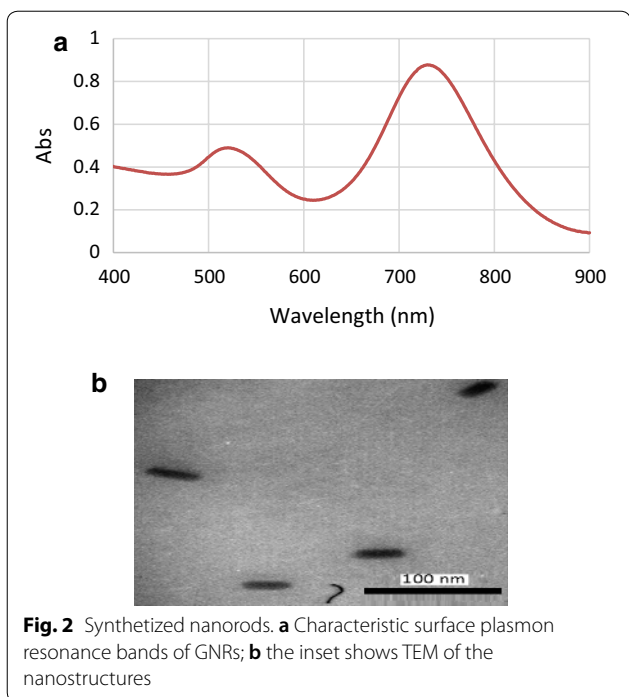 a
1
0.8
0.6
0.4
0.2
0
Abs
400 500 600 700 800 900
Wavelength (nm)
b
100 nm
Fig. 2 Synthetized nanorods. a Characteristic surface plasmon
resonance bands of GNRs; b the inset shows TEM of the
nanostructures